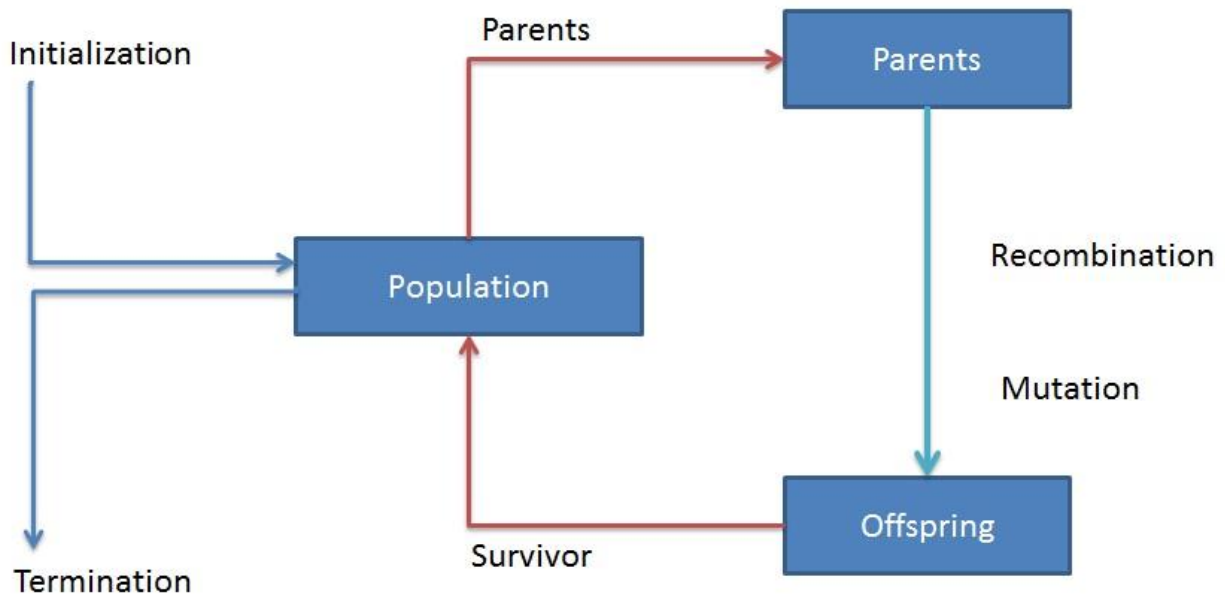 Parents
Initialization
Parents
Population
Recombination
Mutation
Offspring
Survivor
Termination